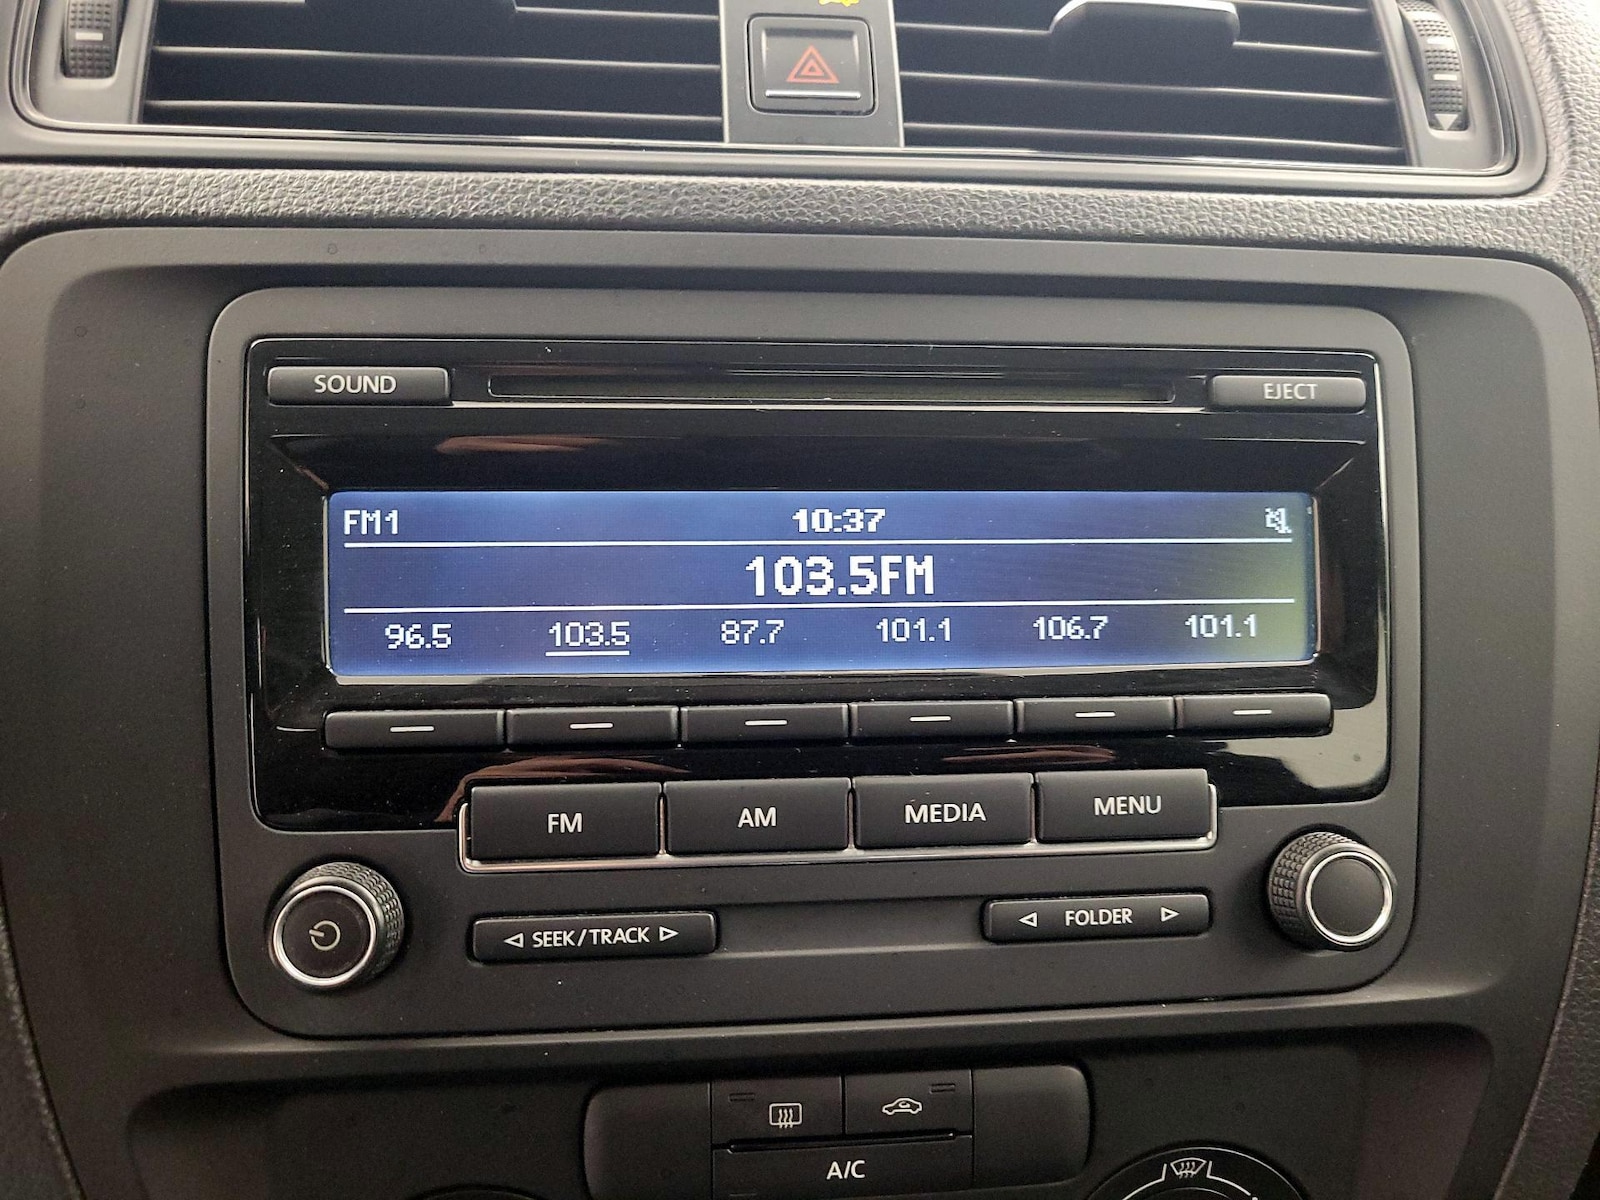 SOUND EJECT
FM1 10:37
103.5FM
96.5 103.5 87.7 101.1 106.7 101.1
FM AM MEDIA MENU
SEEK/TRACK FOLDER
A/C